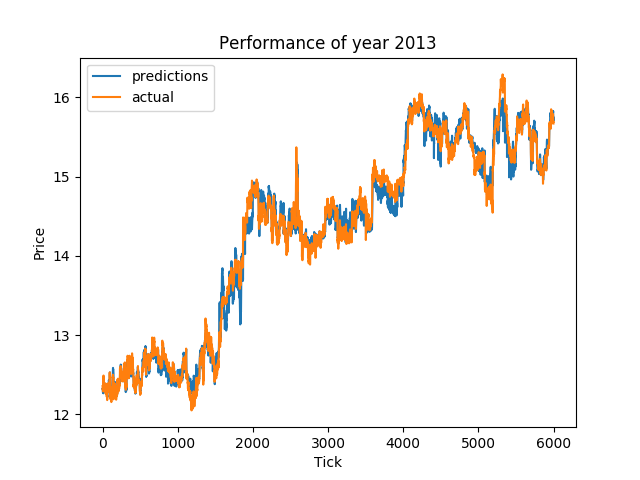 Performance of year 2013
predictions
actual
16
15
14
13
12
Price
0 1000 2000 3000 4000 5000 6000
Tick